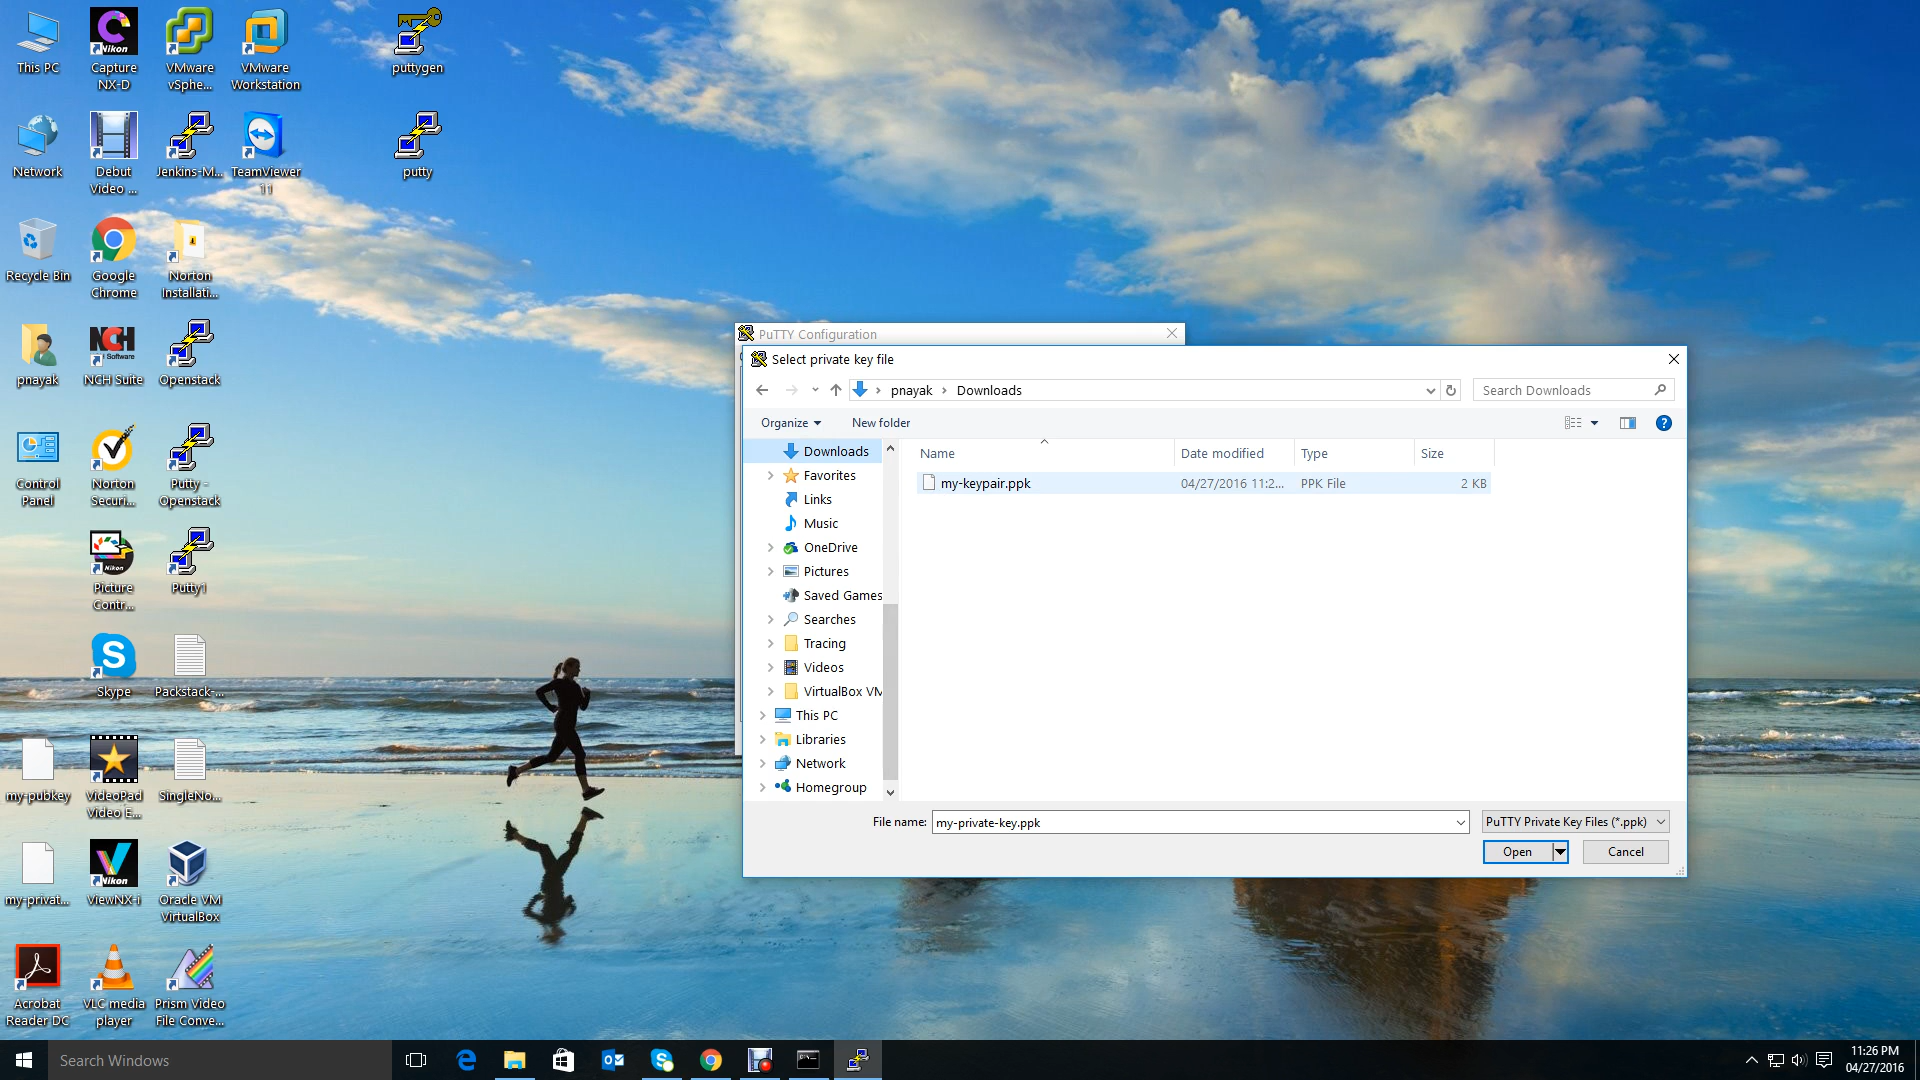 This PC
Capture
NX-D
VMware
vSphe...
VMware
Workstation
puttygen
Network
Debut
Video ...
Jenkins-M...
TeamViewer
11
putty
Recycle Bin
Google
Chrome
Norton
Installati...
pnayak
NCH Suite
Openstack
Control
Panel
Norton
Securi...
Putty -
Openstack
Picture
Contr...
Putty1
Skype
Packstack-...
my-pubkey
VideoPad
Video E...
SingleNo...
my-privat...
ViewNX-i
Oracle VM
VirtualBox
Acrobat
Reader DC
VLC media
player
Prism Video
File Conve...
PuTTY Configuration
Select private key file
pnayak > Downloads
Search Downloads
Organize
New folder
Downloads
Favorites
Links
Music
OneDrive
Pictures
Saved Games
Searches
Tracing
Videos
VirtualBox VM
This PC
Libraries
Network
Homegroup
Name Date modified Type Size
my-keypair.ppk 04/27/2016 11:2... PPK File 2 KB
File name: my-private-key.ppk PuTTY Private Key Files (*.ppk)
Open Cancel
Search Windows
11:26 PM
04/27/2016